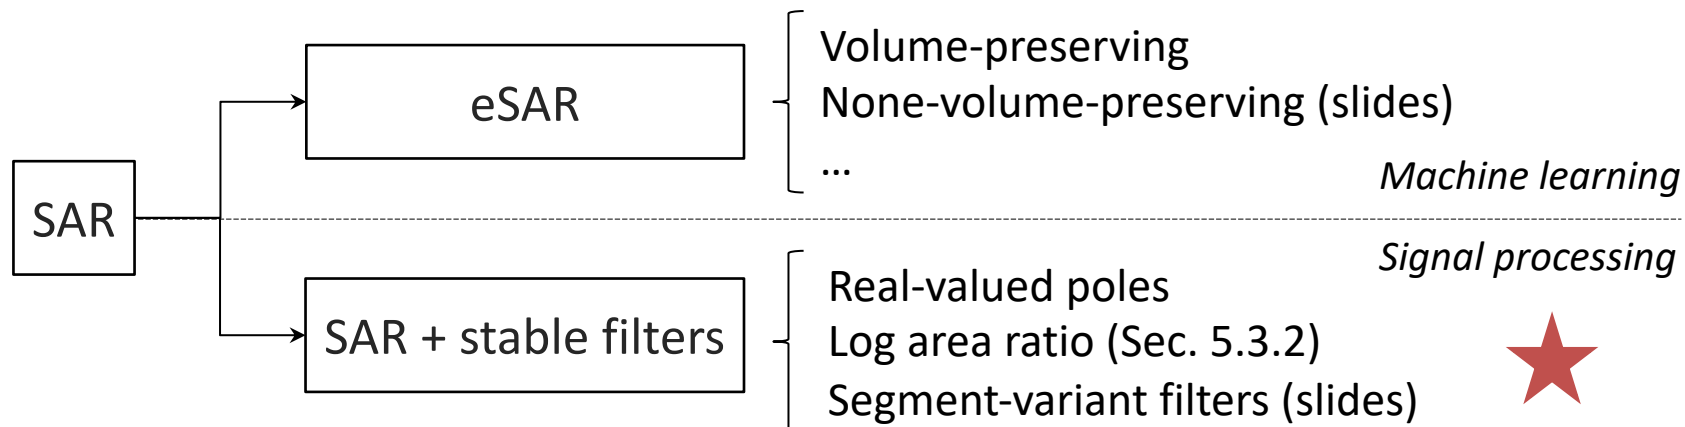 SAR
eSAR
Volume-preserving
None-volume-preserving (slides)
...
Machine learning
Signal processing
SAR + stable filters
Real-valued poles
Log area ratio (Sec. 5.3.2)
Segment-variant filters (slides)